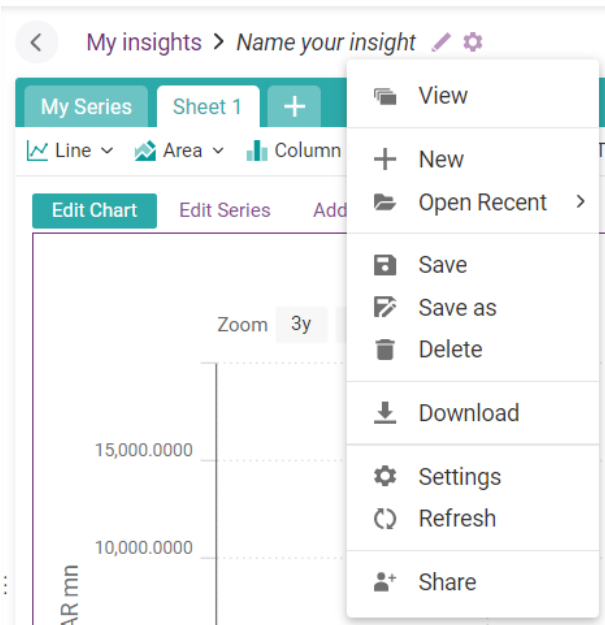 My insights > Name your insight
My Series Sheet 1 +
Line Area Column
Edit Chart Edit Series Add
Zoom 3y
15,000.0000
10,000.0000
AR mn
View
New
Open Recent >
Save
Save as
Delete
Download
Settings
Refresh
Share